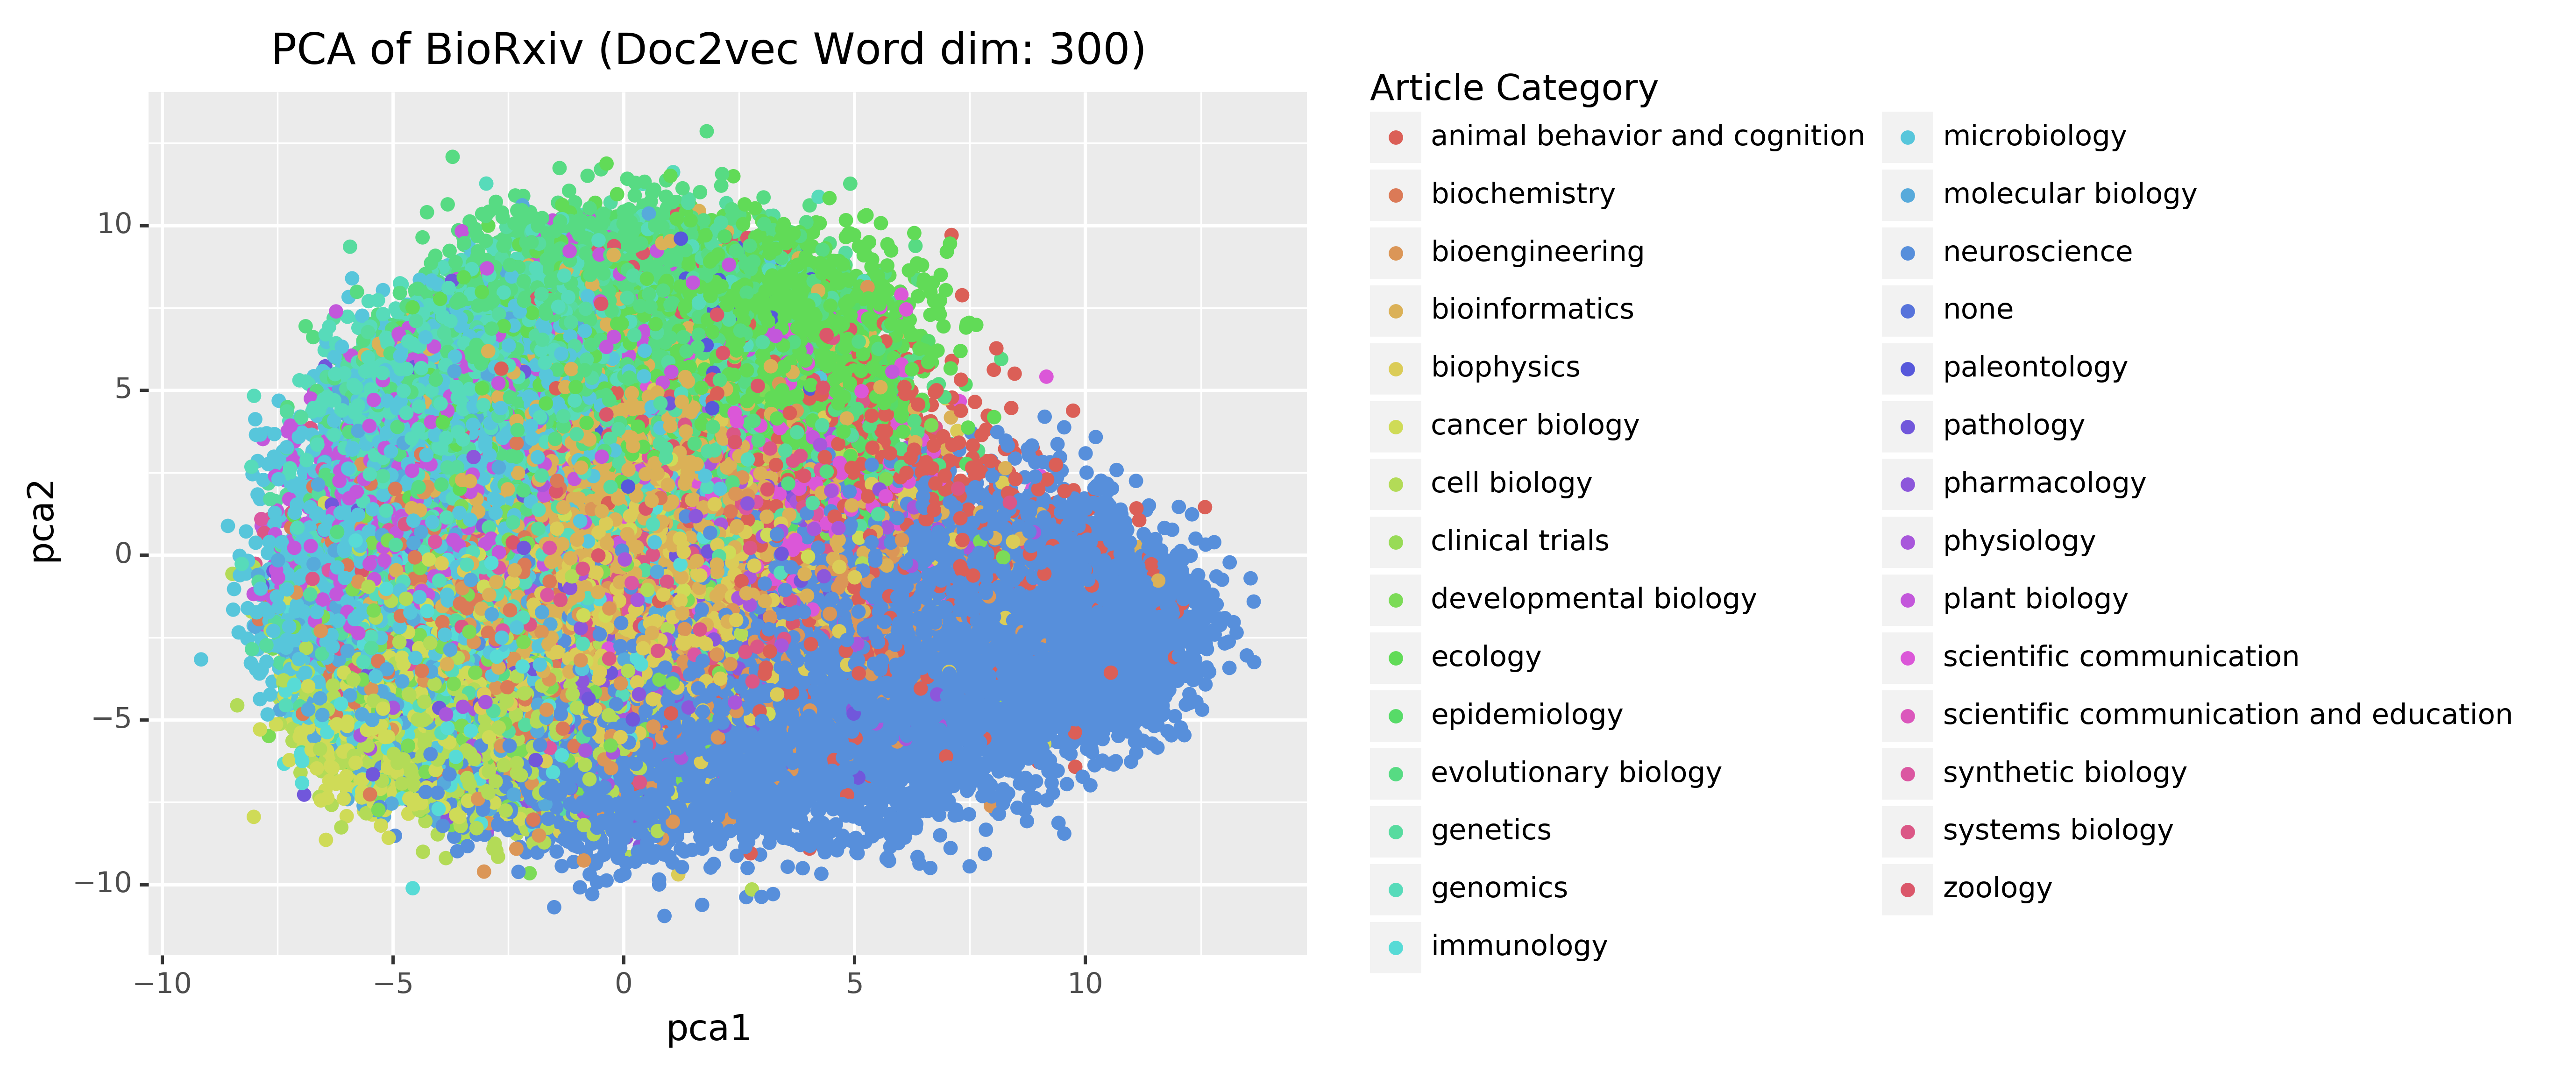 PCA of BioRxiv (Doc2vec Word dim: 300)
pca2
10
5
0
−5
−10
−10
−5
0
5
10
pca1
Article Category
animal behavior and cognition
biochemistry
bioengineering
bioinformatics
biophysics
cancer biology
cell biology
clinical trials
developmental biology
ecology
epidemiology
evolutionary biology
genetics
genomics
immunology
microbiology
molecular biology
neuroscience
none
paleontology
pathology
pharmacology
physiology
plant biology
scientific communication
scientific communication and education
synthetic biology
systems biology
zoology